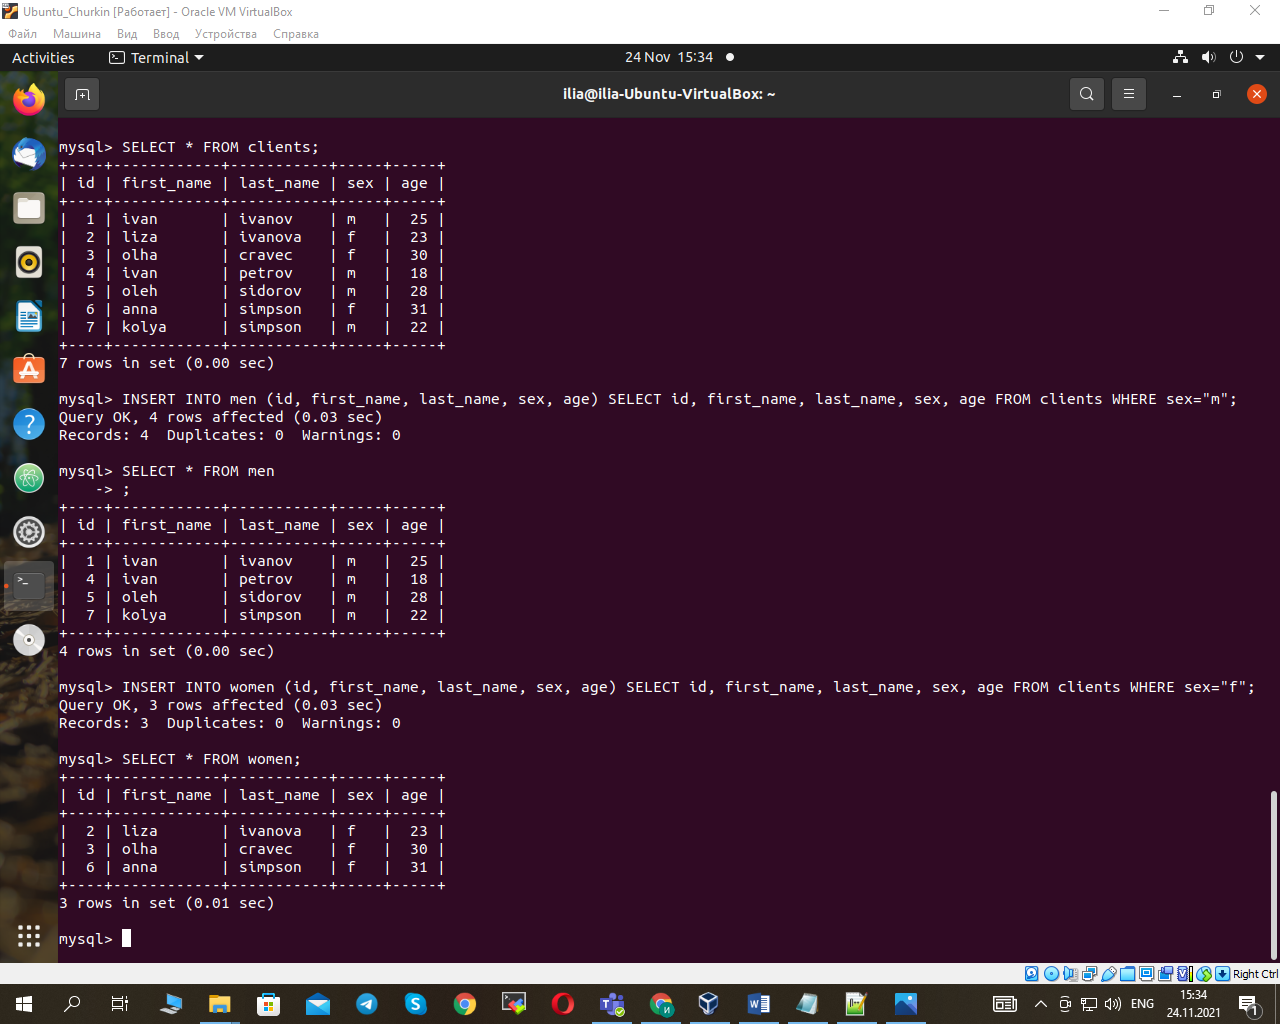 Ubuntu_Churkin [Работает] - Oracle VM VirtualBox
Файл Машина Вид Ввод Устройства Справка
Activities Terminal 24 Nov 15:34
ilia@ilia-Ubuntu-VirtualBox: ~
mysql> SELECT * FROM clients;
+----+------------+-----------+-----+-----+
| id | first_name | last_name | sex | age |
+----+------------+-----------+-----+-----+
|  1 | ivan       | ivanov    | m   |  25 |
|  2 | liza       | ivanova   | f   |  23 |
|  3 | olha       | cravec    | f   |  30 |
|  4 | ivan       | petrov    | m   |  18 |
|  5 | oleh       | sidorov   | m   |  28 |
|  6 | anna       | simpson   | f   |  31 |
|  7 | kolya      | simpson   | m   |  22 |
+----+------------+-----------+-----+-----+
7 rows in set (0.00 sec)
mysql> INSERT INTO men (id, first_name, last_name, sex, age) SELECT id, first_name, last_name, sex, age FROM clients WHERE sex="m";
Query OK, 4 rows affected (0.03 sec)
Records: 4  Duplicates: 0  Warnings: 0
mysql> SELECT * FROM men
    -> ;
+----+------------+-----------+-----+-----+
| id | first_name | last_name | sex | age |
+----+------------+-----------+-----+-----+
|  1 | ivan       | ivanov    | m   |  25 |
|  4 | ivan       | petrov    | m   |  18 |
|  5 | oleh       | sidorov   | m   |  28 |
|  7 | kolya      | simpson   | m   |  22 |
+----+------------+-----------+-----+-----+
4 rows in set (0.00 sec)
mysql> INSERT INTO women (id, first_name, last_name, sex, age) SELECT id, first_name, last_name, sex, age FROM clients WHERE sex="f";
Query OK, 3 rows affected (0.03 sec)
Records: 3  Duplicates: 0  Warnings: 0
mysql> SELECT * FROM women;
+----+------------+-----------+-----+-----+
| id | first_name | last_name | sex | age |
+----+------------+-----------+-----+-----+
|  2 | liza       | ivanova   | f   |  23 |
|  3 | olha       | cravec    | f   |  30 |
|  6 | anna       | simpson   | f   |  31 |
+----+------------+-----------+-----+-----+
3 rows in set (0.01 sec)
mysql>
Right Ctrl
ENG 15:34
24.11.2021
1